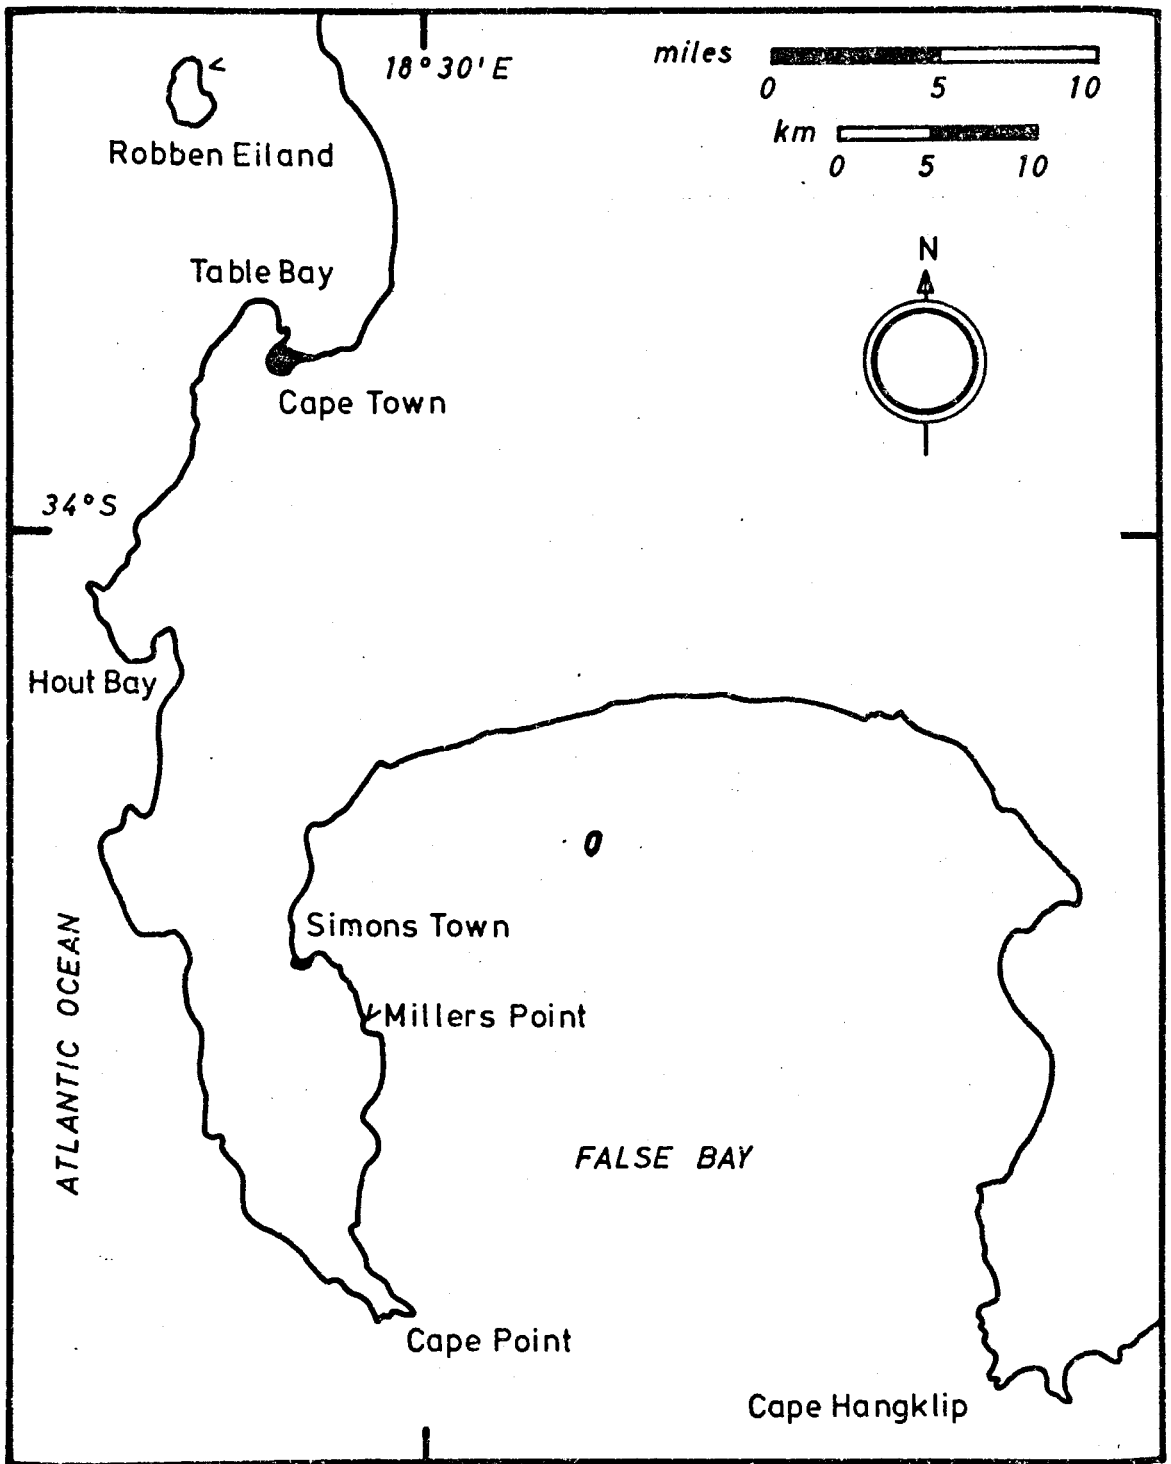 miles
0 5 10
km
0 5 10
18°30'E
Robben Eiland
N
Table Bay
Cape Town
34°S
Hout Bay
Simons Town
ATLANTIC OCEAN
Millers Point
FALSE BAY
Cape Point
Cape Hangklip